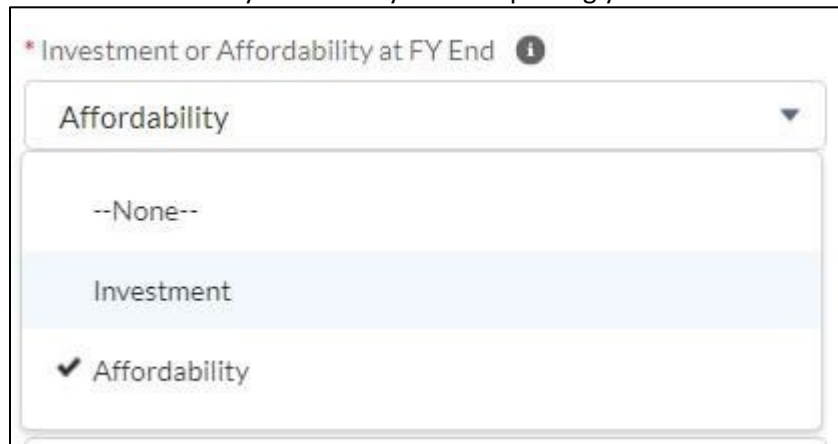 * Investment or Affordability at FY End
Affordability
--None--
Investment
Affordability